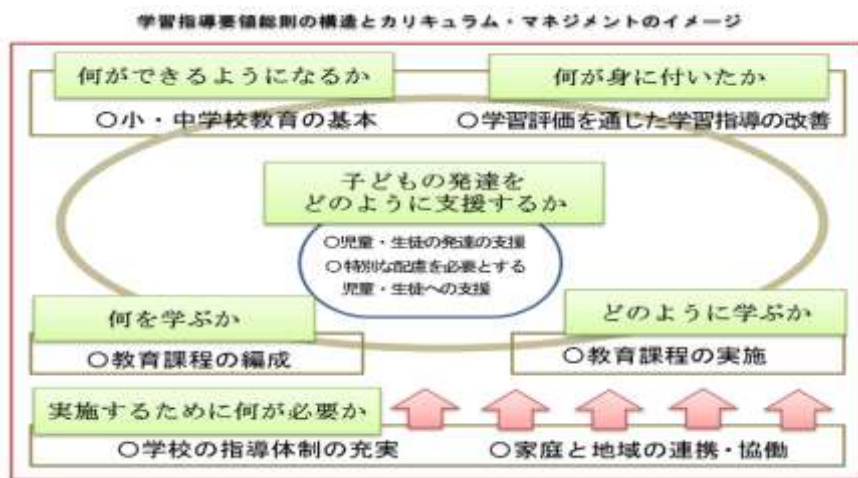 学習指導要領総則の構造とカリキュラム・マネジメントのイメージ
何ができるようになるか
何が身に付いたか
○小・中学校教育の基本
○学習評価を通じた学習指導の改善
子どもの発達を
どのように支援するか
○児童・生徒の発達の支援
○特別な配慮を必要とする
児童・生徒への支援
何を学ぶか
どのように学ぶか
○教育課程の編成
○教育課程の実施
実施するために何が必要か
○学校の指導体制の充実
○家庭と地域の連携・協働